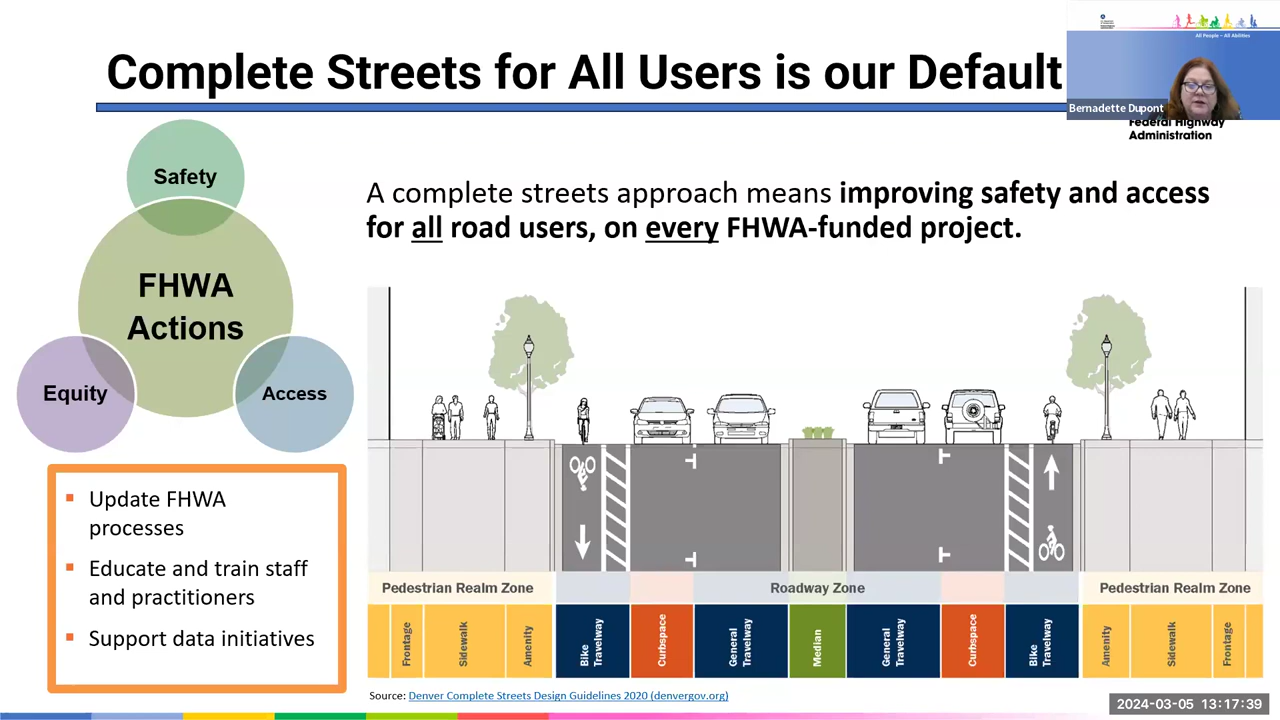 Complete Streets for All Users is our Default
All People – All Abilities
Bernadette Dupont
Federal Highway
Administration
Safety
FHWA
Actions
Equity
Access
A complete streets approach means improving safety and access
for all road users, on every FHWA-funded project.
▪ Update FHWA
processes
▪ Educate and train staff
and practitioners
▪ Support data initiatives
Pedestrian Realm Zone
Roadway Zone
Pedestrian Realm Zone
Frontage
Sidewalk
Amenity
Bike
Travelway
Curbspace
General
Travelway
Median
General
Travelway
Curbspace
Bike
Travelway
Amenity
Sidewalk
Frontage
Source: Denver Complete Streets Design Guidelines 2020 (denvergov.org)
2024-03-05 13:17:39